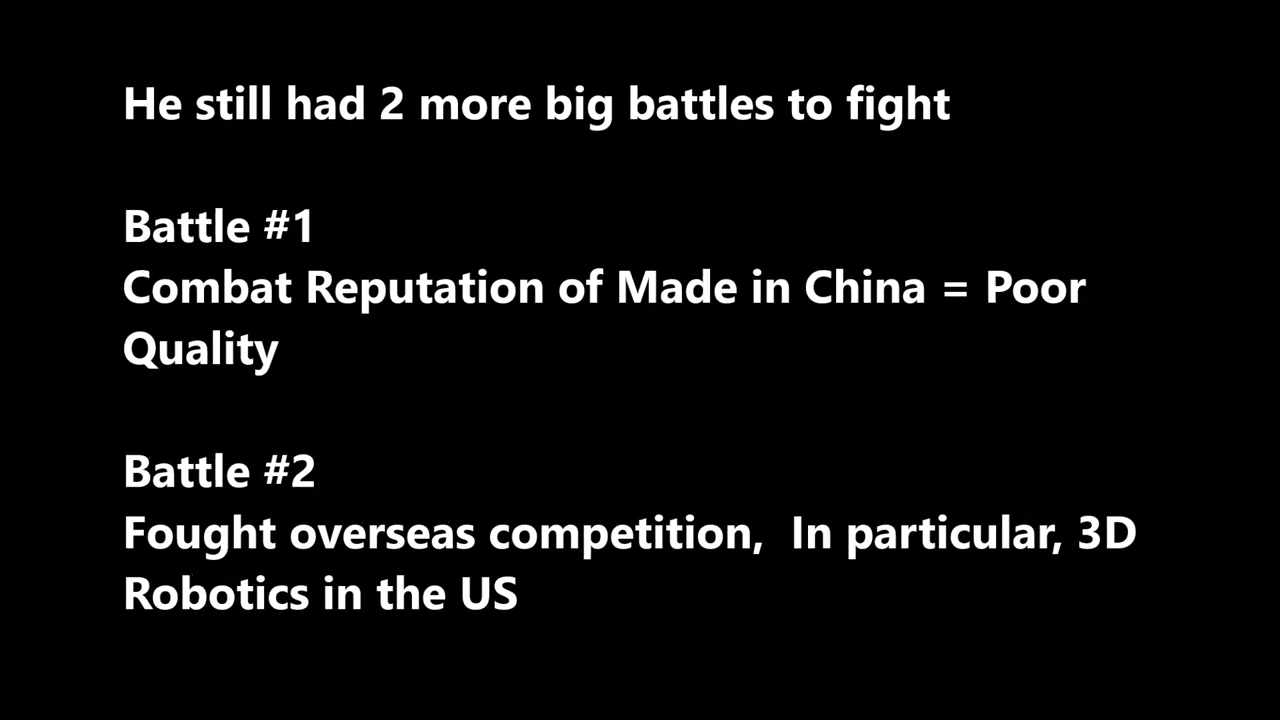 He still had 2 more big battles to fight
Battle #1
Combat Reputation of Made in China = Poor
Quality
Battle #2
Fought overseas competition,  In particular, 3D
Robotics in the US